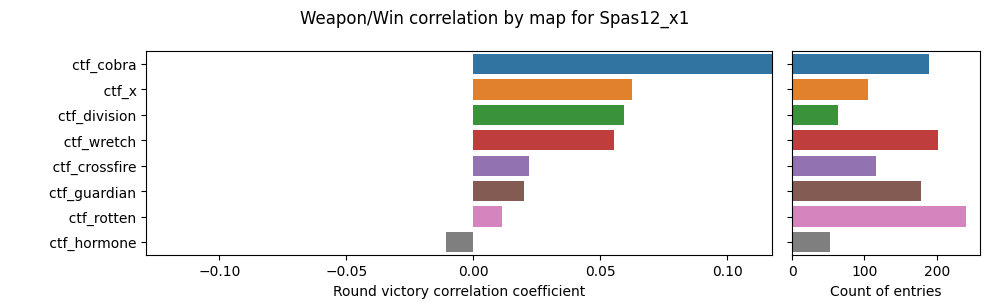 Weapon/Win correlation by map for Spas12_x1
ctf_cobra
ctf_x
ctf_division
ctf_wretch
ctf_crossfire
ctf_guardian
ctf_rotten
ctf_hormone
−0.10 −0.05 0.00 0.05 0.10
Round victory correlation coefficient
0 100 200
Count of entries